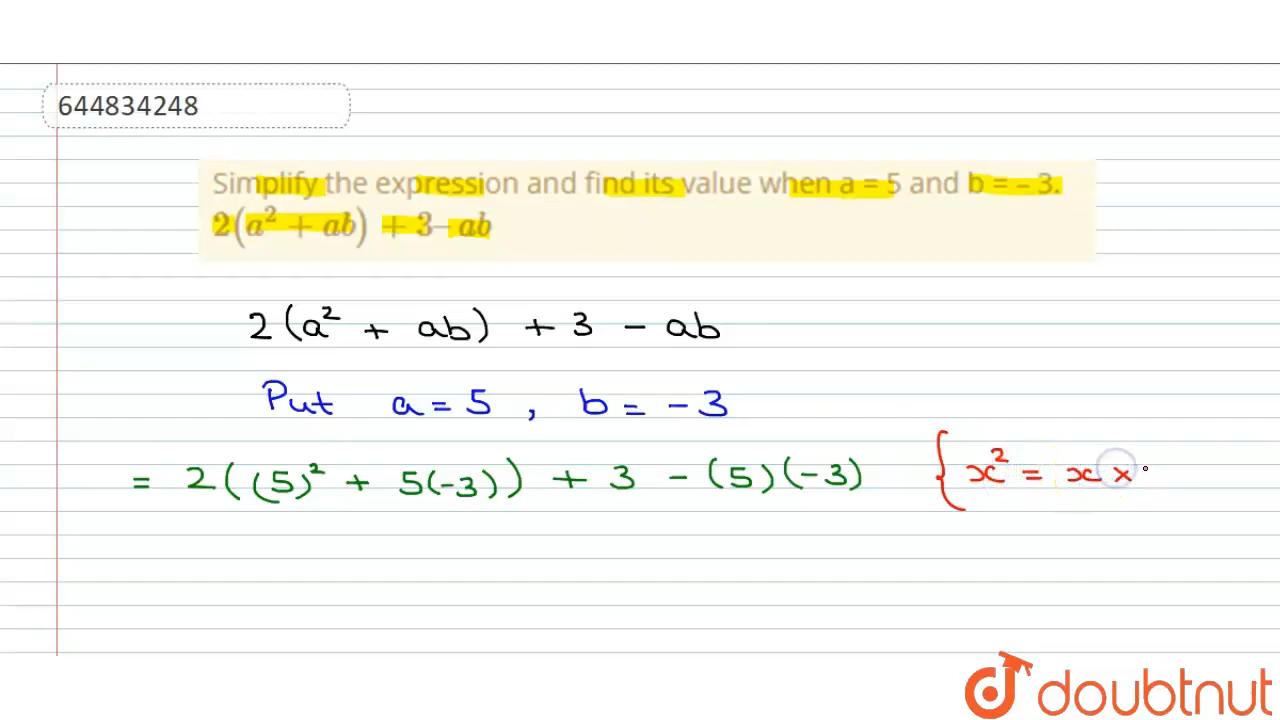 644834248
Simplify the expression and find its value when a = 5 and b = – 3.
2(a² + ab) + 3– ab
2(a² + ab) + 3 - ab
Put a = 5 , b = - 3
= 2((5)² + 5(-3)) + 3 - (5)(-3) { x² = x ×
doubtnut